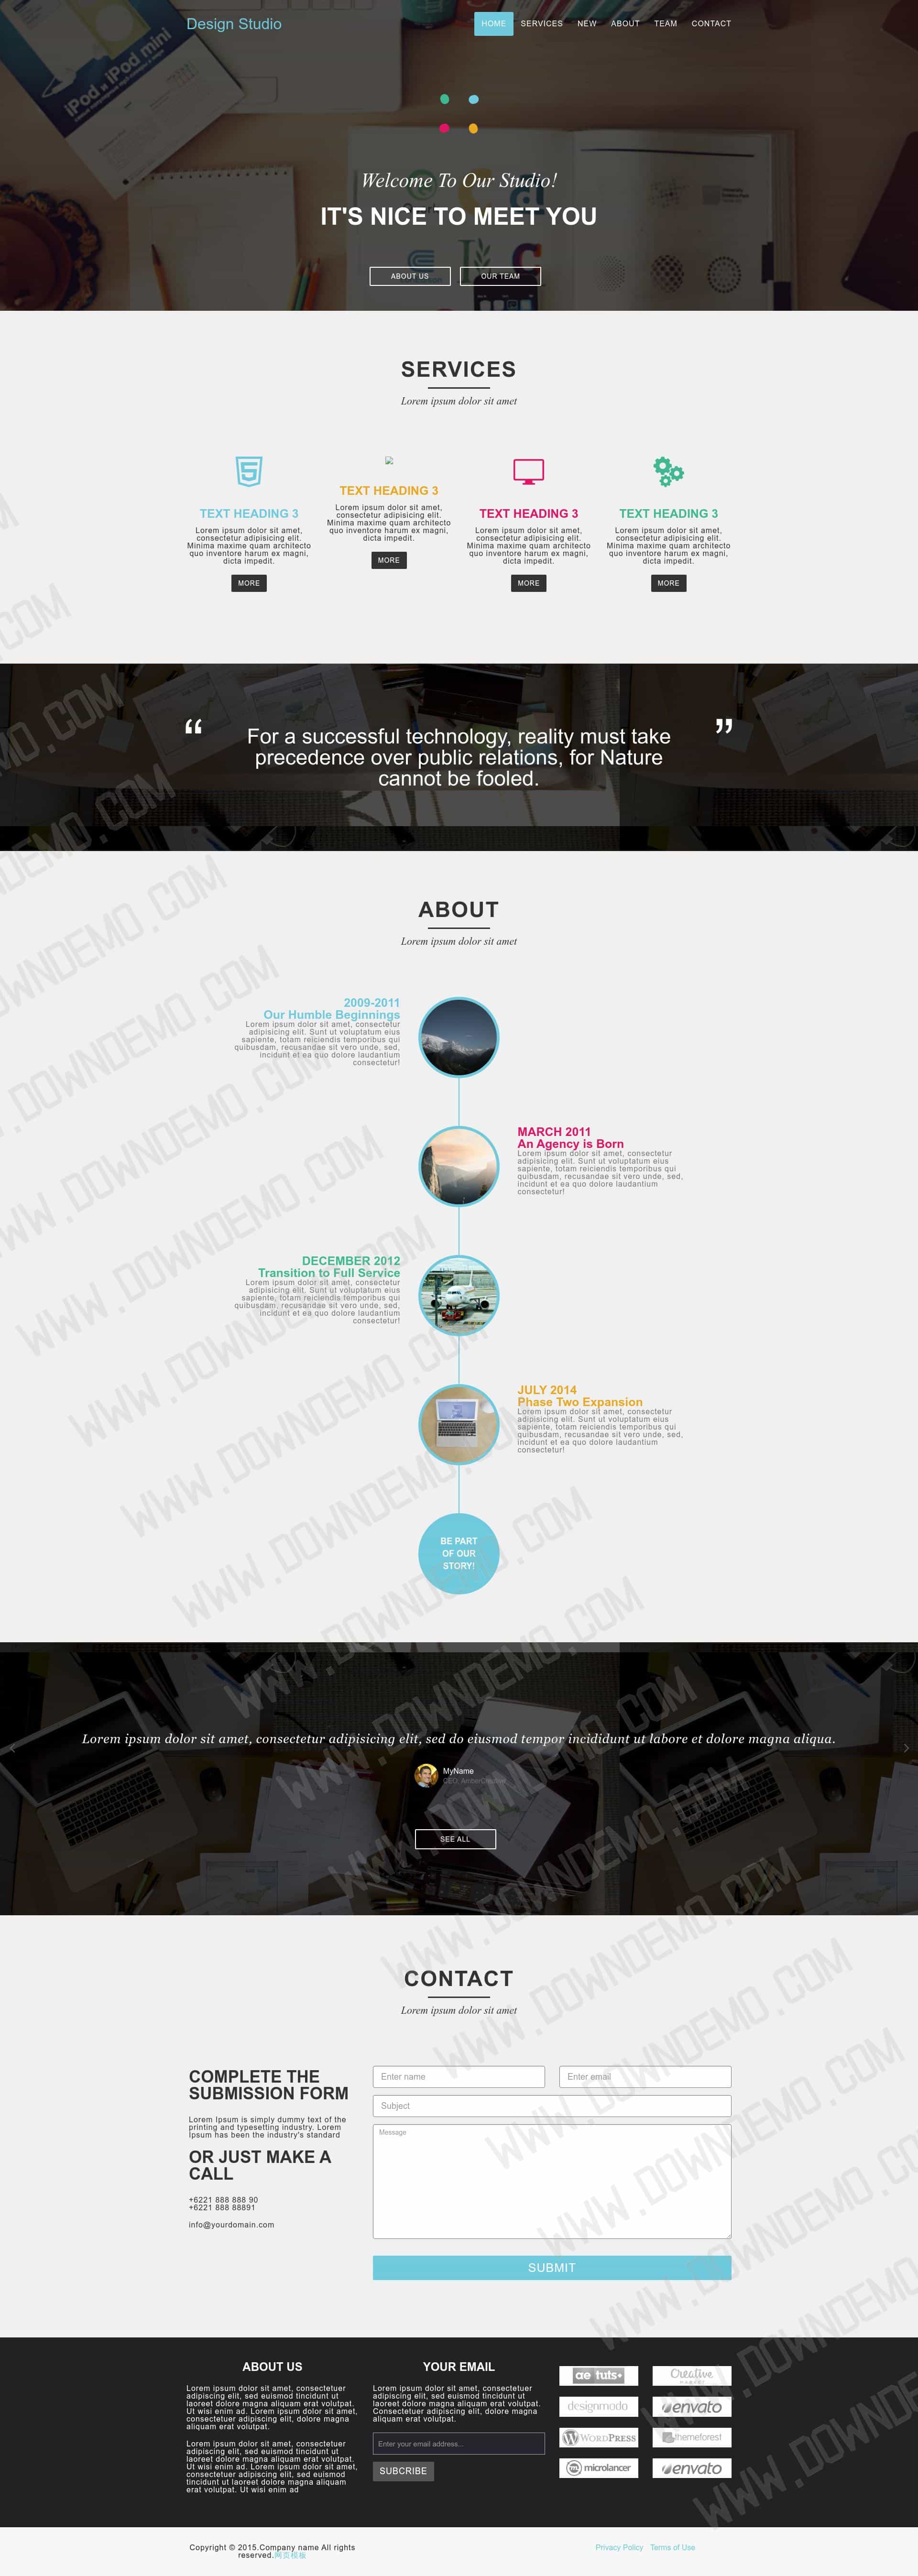 Design Studio
HOME SERVICES NEW ABOUT TEAM CONTACT
iPod x iPod mini
Welcome To Our Studio!
IT'S NICE TO MEET YOU
ABOUT US
OUR TEAM
SERVICES
Lorem ipsum dolor sit amet
TEXT HEADING 3
Lorem ipsum dolor sit amet,
consectetur adipisicing elit.
Minima maxime quam architecto
quo inventore harum ex magni,
dicta impedit.
MORE
TEXT HEADING 3
Lorem ipsum dolor sit amet,
consectetur adipisicing elit.
Minima maxime quam architecto
quo inventore harum ex magni,
dicta impedit.
MORE
TEXT HEADING 3
Lorem ipsum dolor sit amet,
consectetur adipisicing elit.
Minima maxime quam architecto
quo inventore harum ex magni,
dicta impedit.
MORE
TEXT HEADING 3
Lorem ipsum dolor sit amet,
consectetur adipisicing elit.
Minima maxime quam architecto
quo inventore harum ex magni,
dicta impedit.
MORE
“ For a successful technology, reality must take ”
precedence over public relations, for Nature
cannot be fooled.
ABOUT
Lorem ipsum dolor sit amet
2009-2011
Our Humble Beginnings
Lorem ipsum dolor sit amet, consectetur
adipisicing elit. Sunt ut voluptatum eius
sapiente, totam reiciendis temporibus qui
quibusdam, recusandae sit vero unde, sed,
incidunt et ea quo dolore laudantium
consectetur!
MARCH 2011
An Agency is Born
Lorem ipsum dolor sit amet, consectetur
adipisicing elit. Sunt ut voluptatum eius
sapiente, totam reiciendis temporibus qui
quibusdam, recusandae sit vero unde, sed,
incidunt et ea quo dolore laudantium
consectetur!
DECEMBER 2012
Transition to Full Service
Lorem ipsum dolor sit amet, consectetur
adipisicing elit. Sunt ut voluptatum eius
sapiente, totam reiciendis temporibus qui
quibusdam, recusandae sit vero unde, sed,
incidunt et ea quo dolore laudantium
consectetur!
JULY 2014
Phase Two Expansion
Lorem ipsum dolor sit amet, consectetur
adipisicing elit. Sunt ut voluptatum eius
sapiente, totam reiciendis temporibus qui
quibusdam, recusandae sit vero unde, sed,
incidunt et ea quo dolore laudantium
consectetur!
BE PART
OF OUR
STORY!
Lorem ipsum dolor sit amet, consectetur adipisicing elit, sed do eiusmod tempor incididunt ut labore et dolore magna aliqua.
MyName
CEO, AmberCreative
SEE ALL
CONTACT
Lorem ipsum dolor sit amet
COMPLETE THE
SUBMISSION FORM
Lorem Ipsum is simply dummy text of the
printing and typesetting industry. Lorem
Ipsum has been the industry's standard
OR JUST MAKE A
CALL
+6221 888 888 90
+6221 888 88891
info@yourdomain.com
Enter name
Enter email
Subject
Message
SUBMIT
ABOUT US
Lorem ipsum dolor sit amet, consectetuer
adipiscing elit, sed euismod tincidunt ut
laoreet dolore magna aliquam erat volutpat.
Ut wisi enim ad. Lorem ipsum dolor sit amet,
consectetuer adipiscing elit, dolore magna
aliquam erat volutpat.
Lorem ipsum dolor sit amet, consectetuer
adipiscing elit, sed euismod tincidunt ut
laoreet dolore magna aliquam erat volutpat.
Ut wisi enim ad. Lorem ipsum dolor sit amet,
consectetuer adipiscing elit, sed euismod
tincidunt ut laoreet dolore magna aliquam
erat volutpat. Ut wisi enim ad
YOUR EMAIL
Lorem ipsum dolor sit amet, consectetuer
adipiscing elit, sed euismod tincidunt ut
laoreet dolore magna aliquam erat volutpat.
Consectetuer adipiscing elit, dolore magna
aliquam erat volutpat.
Enter your email address...
SUBCRIBE
ae tuts+
Creative
MARKET
designmodo
envato
WORDPRESS
themeforest
microlancer
envato
Copyright © 2015.Company name All rights
reserved.网页模板
Privacy Policy Terms of Use
WWW.DOWNDEMO.COM